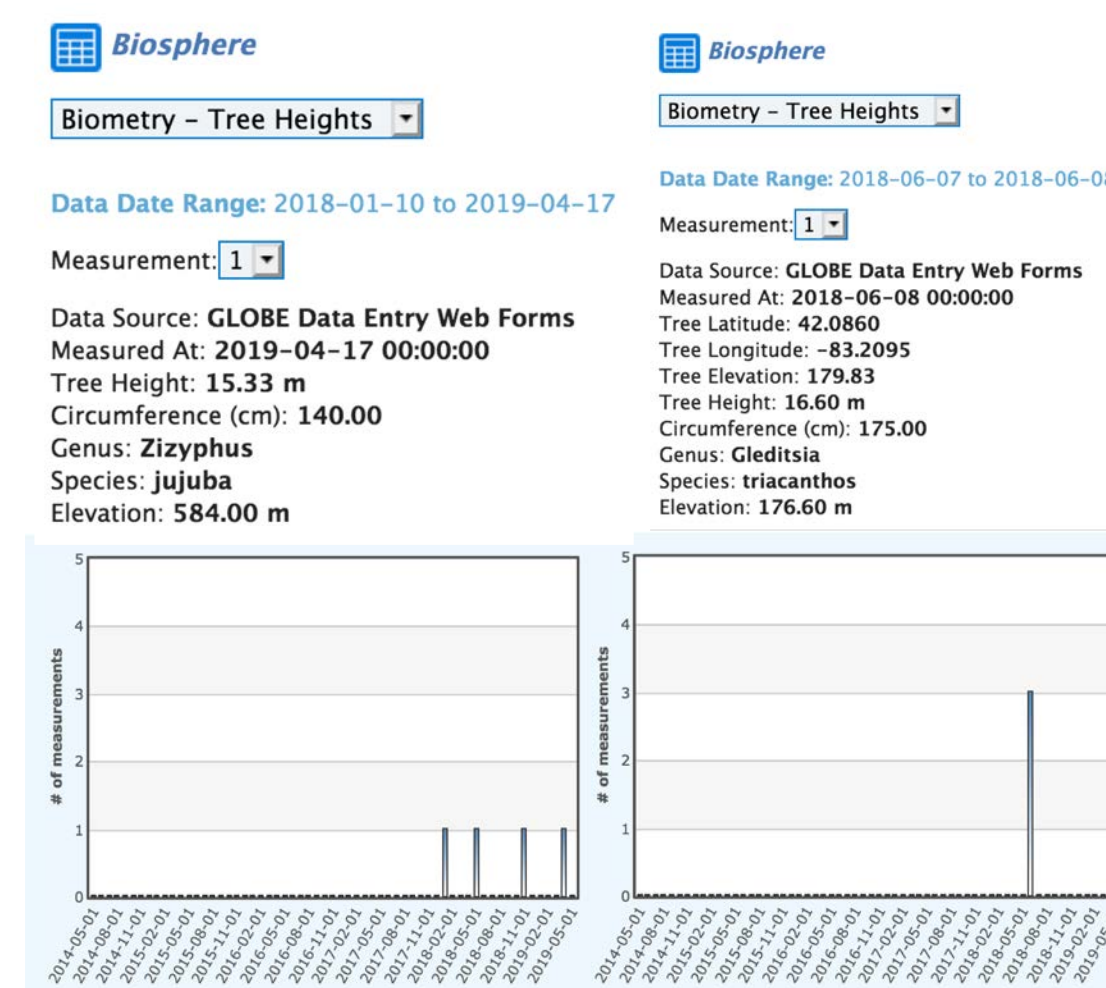 Biosphere
Biometry – Tree Heights
Data Date Range: 2018-01-10 to 2019-04-17
Measurement: 1
Data Source: GLOBE Data Entry Web Forms
Measured At: 2019-04-17 00:00:00
Tree Height: 15.33 m
Circumference (cm): 140.00
Genus: Zizyphus
Species: jujuba
Elevation: 584.00 m
Biosphere
Biometry – Tree Heights
Data Date Range: 2018-06-07 to 2018-06-08
Measurement: 1
Data Source: GLOBE Data Entry Web Forms
Measured At: 2018-06-08 00:00:00
Tree Latitude: 42.0860
Tree Longitude: -83.2095
Tree Elevation: 179.83
Tree Height: 16.60 m
Circumference (cm): 175.00
Genus: Gleditsia
Species: triacanthos
Elevation: 176.60 m
# of measurements
5
4
3
2
1
0
2014-05-01
2014-08-01
2014-11-01
2015-02-01
2015-05-01
2015-08-01
2015-11-01
2016-02-01
2016-05-01
2016-08-01
2016-11-01
2017-02-01
2017-05-01
2017-08-01
2017-11-01
2018-02-01
2018-05-01
2018-08-01
2018-11-01
2019-02-01
2019-05-01
# of measurements
5
4
3
2
1
0
2014-05-01
2014-08-01
2014-11-01
2015-02-01
2015-05-01
2015-08-01
2015-11-01
2016-02-01
2016-05-01
2016-08-01
2016-11-01
2017-02-01
2017-05-01
2017-08-01
2017-11-01
2018-02-01
2018-05-01
2018-08-01
2018-11-01
2019-02-01
2019-05